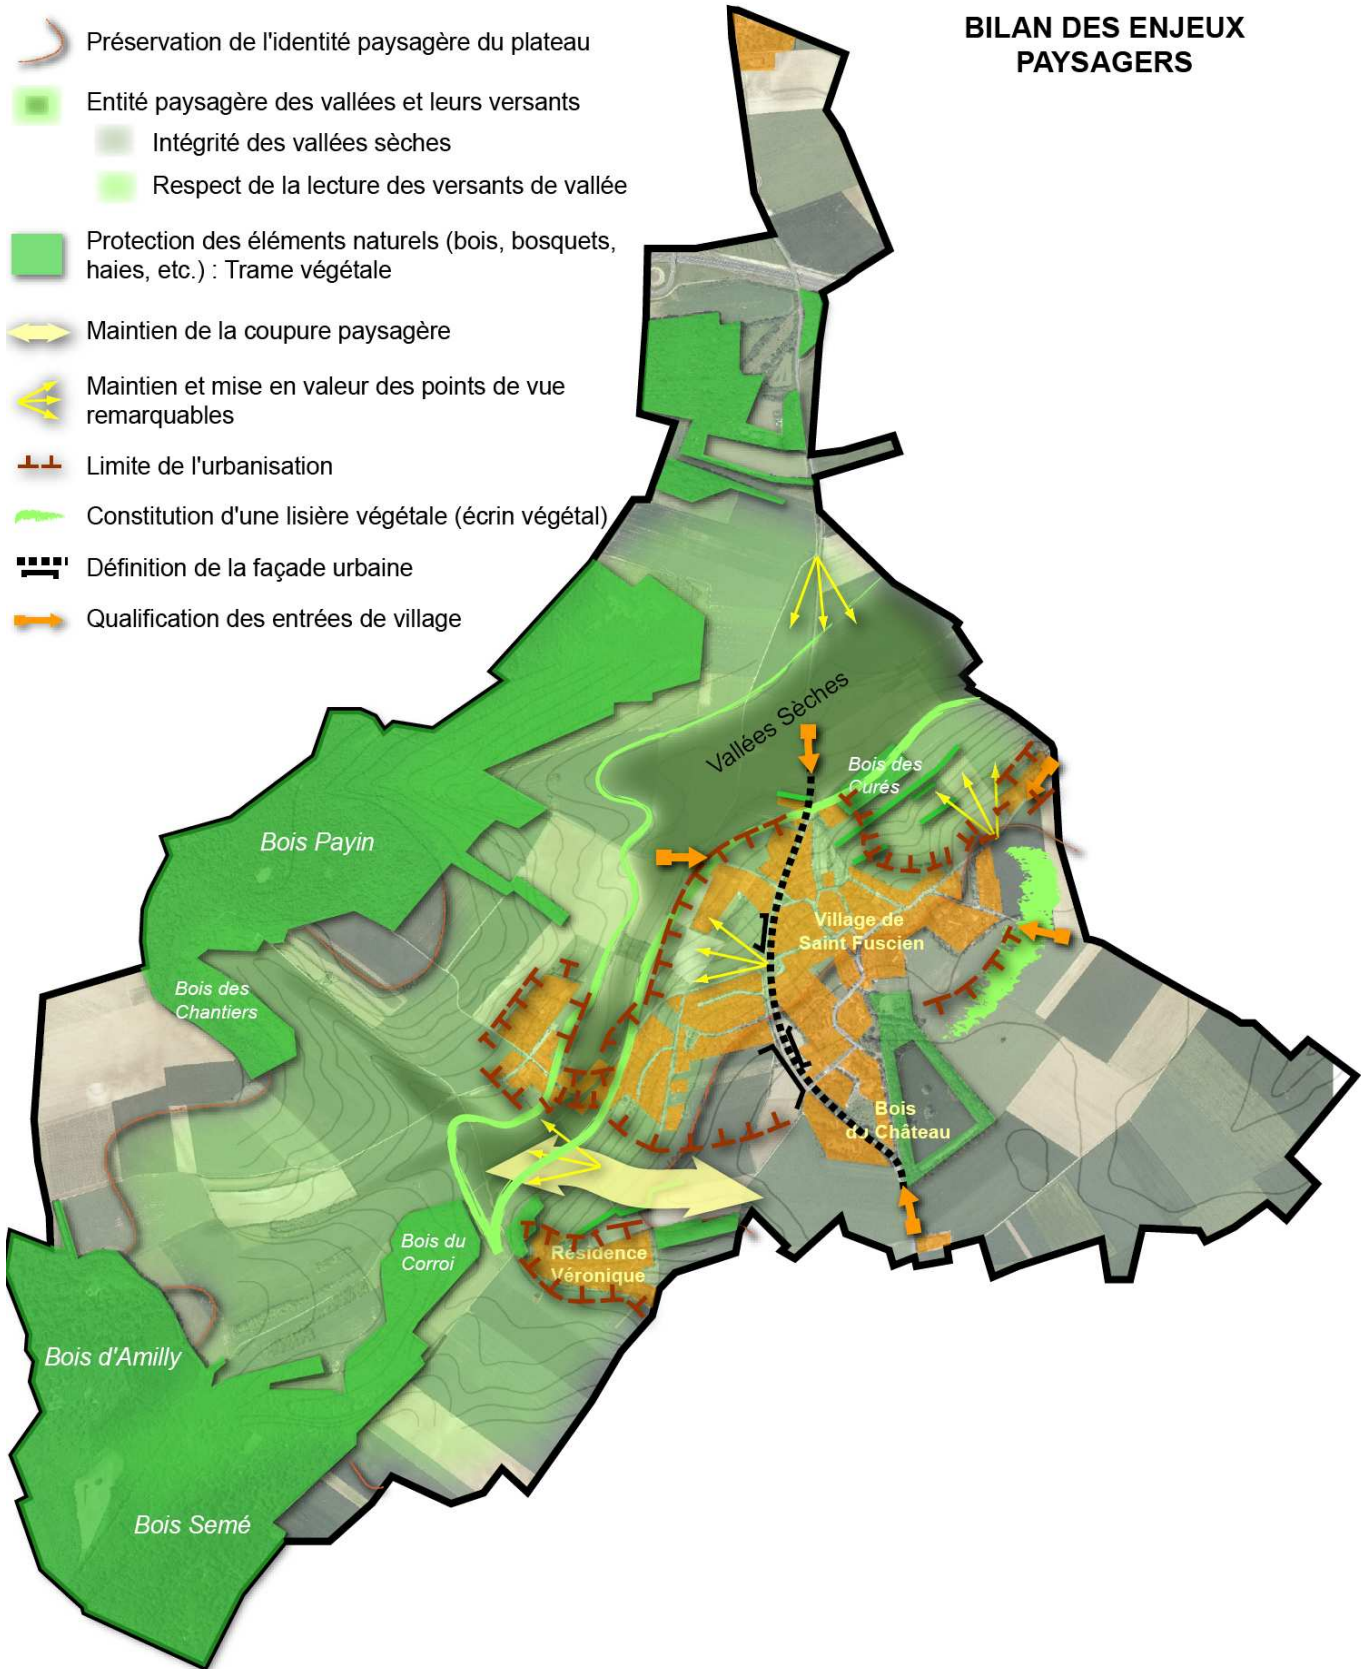 BILAN DES ENJEUX
PAYSAGERS
Préservation de l'identité paysagère du plateau
Entité paysagère des vallées et leurs versants
Intégrité des vallées sèches
Respect de la lecture des versants de vallée
Protection des éléments naturels (bois, bosquets,
haies, etc.) : Trame végétale
Maintien de la coupure paysagère
Maintien et mise en valeur des points de vue
remarquables
Limite de l'urbanisation
Constitution d'une lisière végétale (écrin végétal)
Définition de la façade urbaine
Qualification des entrées de village
Vallées Sèches
Bois des
Curés
Bois Payin
Village de
Saint Fuscien
Bois des
Chantiers
Bois
du Château
Bois du
Corroi
Résidence
Véronique
Bois d'Amilly
Bois Semé